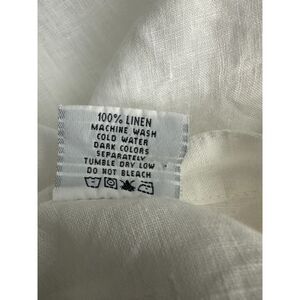 100% LINEN
MACHINE WASH
COLD WATER
DARK COLORS
SEPARATELY
TUMBLE DRY LOW
DO NOT BLEACH